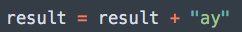 result = result + "ay"